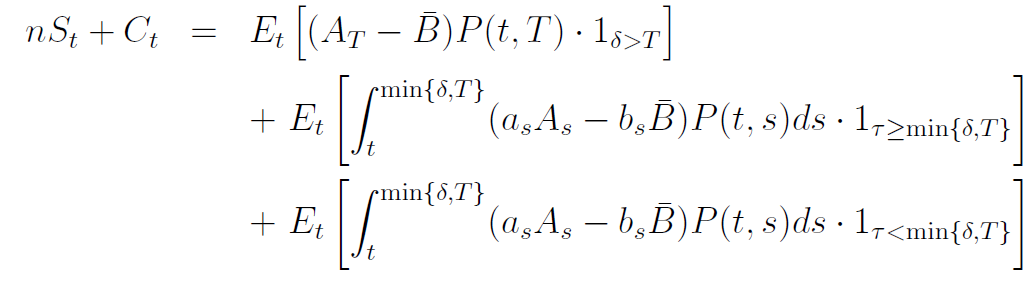 nS_t + C_t = E_t [(A_T − B̄)P(t, T) · 1_{δ>T}]
+ E_t [∫_t^{min{δ,T}} (a_s A_s − b_s B̄)P(t, s)ds · 1_{τ≥min{δ,T}}]
+ E_t [∫_t^{min{δ,T}} (a_s A_s − b_s B̄)P(t, s)ds · 1_{τ<min{δ,T}}]